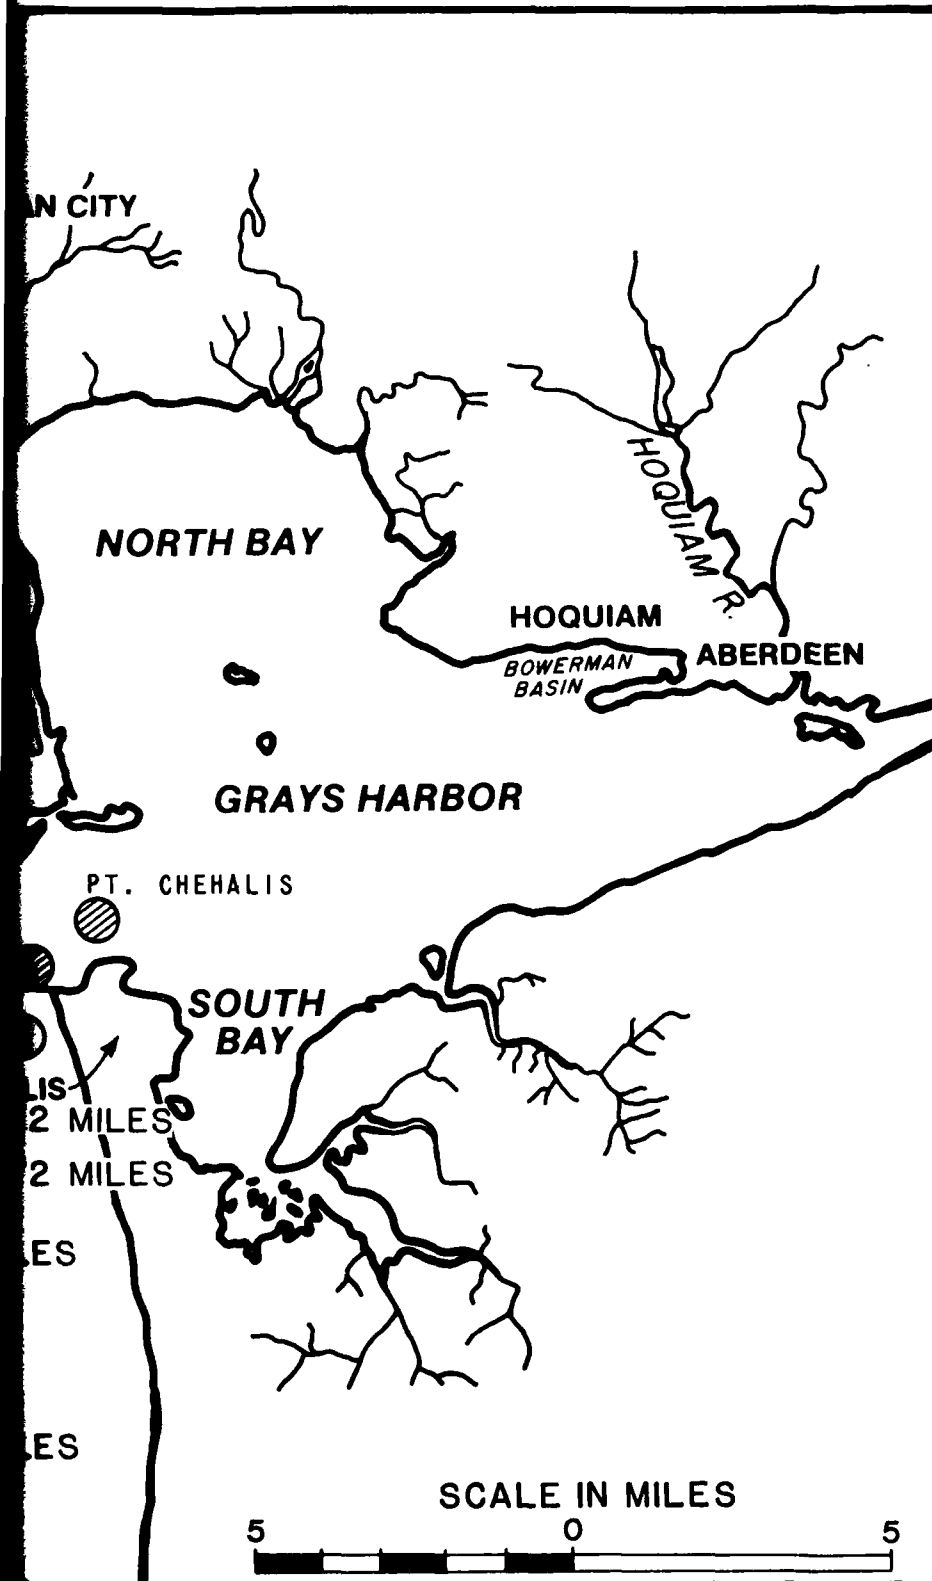 AN CITY
NORTH BAY
HOQUIAM R.
HOQUIAM
ABERDEEN
BOWERMAN
BASIN
GRAYS HARBOR
PT. CHEHALIS
SOUTH
BAY
LIS
2 MILES
2 MILES
ES
ES
SCALE IN MILES
5 0 5